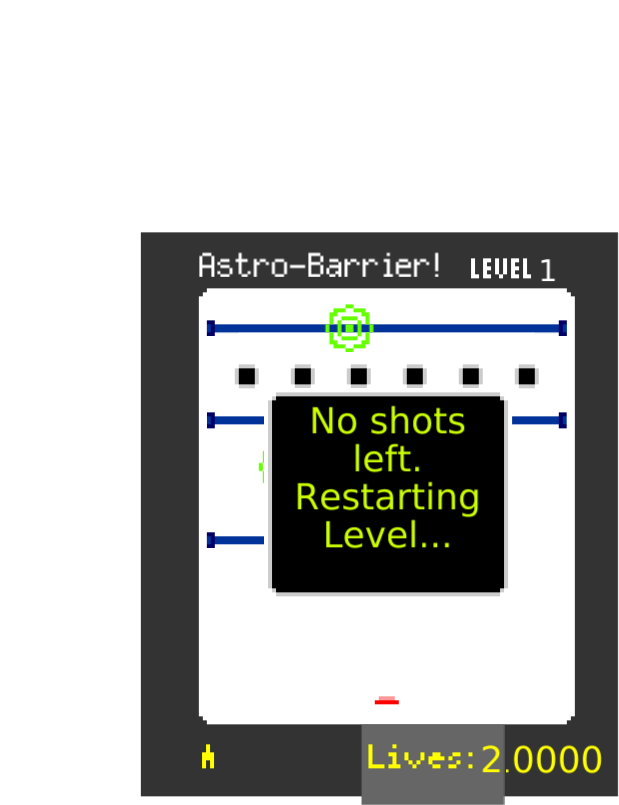 Astro-Barrier! LEVEL 1
No shots
left.
Restarting
Level...
Lives:2.0000